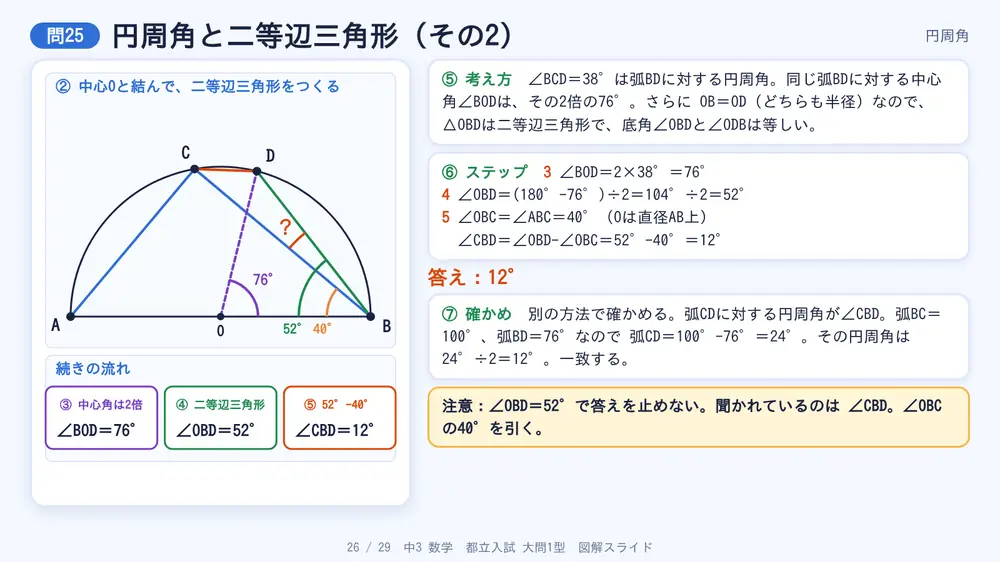 問25 円周角と二等辺三角形（その2） 円周角
② 中心Oと結んで、二等辺三角形をつくる
C
D
?
76°
A
O
52° 40°
B
続きの流れ
③ 中心角は2倍
∠BOD＝76°
④ 二等辺三角形
∠OBD＝52°
⑤ 52°-40°
∠CBD＝12°
⑤ 考え方 ∠BCD＝38°は弧BDに対する円周角。同じ弧BDに対する中心
角∠BODは、その2倍の76°。さらに OB＝OD（どちらも半径）なので、
△OBDは二等辺三角形で、底角∠OBDと∠ODBは等しい。
⑥ ステップ 3 ∠BOD＝2×38°＝76°
4 ∠OBD＝(180°-76°)÷2＝104°÷2＝52°
5 ∠OBC＝∠ABC＝40°（Oは直径AB上）
∠CBD＝∠OBD-∠OBC＝52°-40°＝12°
答え：12°
⑦ 確かめ 別の方法で確かめる。弧CDに対する円周角が∠CBD。弧BC＝
100°、弧BD＝76°なので 弧CD＝100°-76°＝24°。その円周角は
24°÷2＝12°。一致する。
注意：∠OBD＝52°で答えを止めない。聞かれているのは ∠CBD。∠OBC
の40°を引く。
26 / 29 中3 数学 都立入試 大問1型 図解スライド